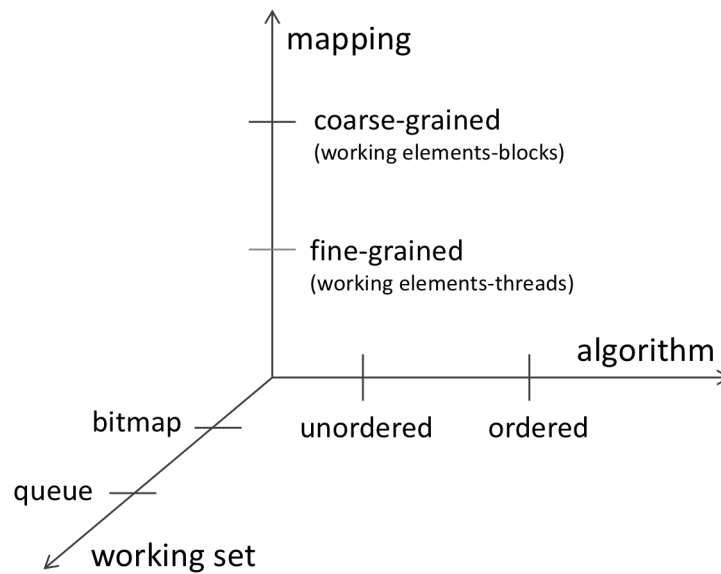 mapping
coarse-grained
(working elements-blocks)
fine-grained
(working elements-threads)
algorithm
unordered
ordered
bitmap
queue
working set